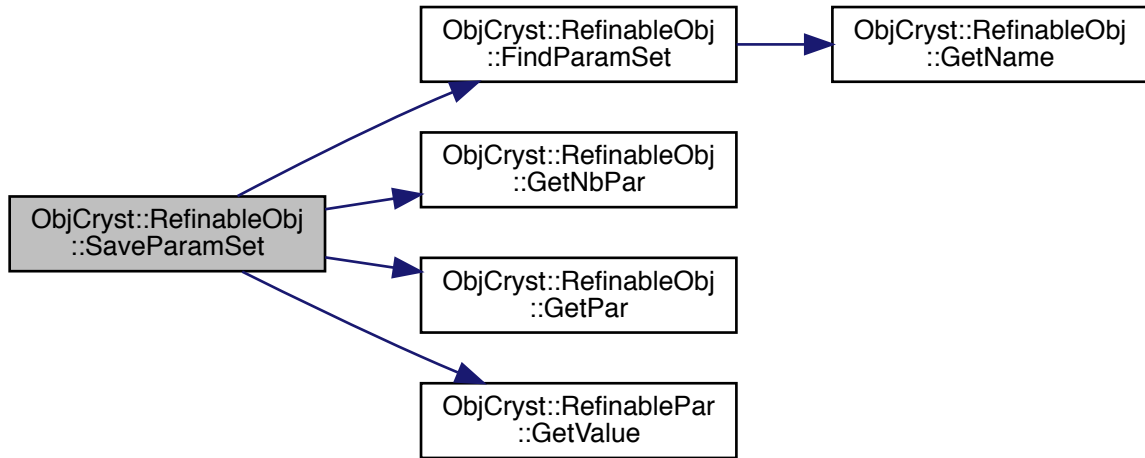 ObjCryst::RefinableObj
::SaveParamSet
ObjCryst::RefinableObj
::FindParamSet
ObjCryst::RefinableObj
::GetName
ObjCryst::RefinableObj
::GetNbPar
ObjCryst::RefinableObj
::GetPar
ObjCryst::RefinablePar
::GetValue